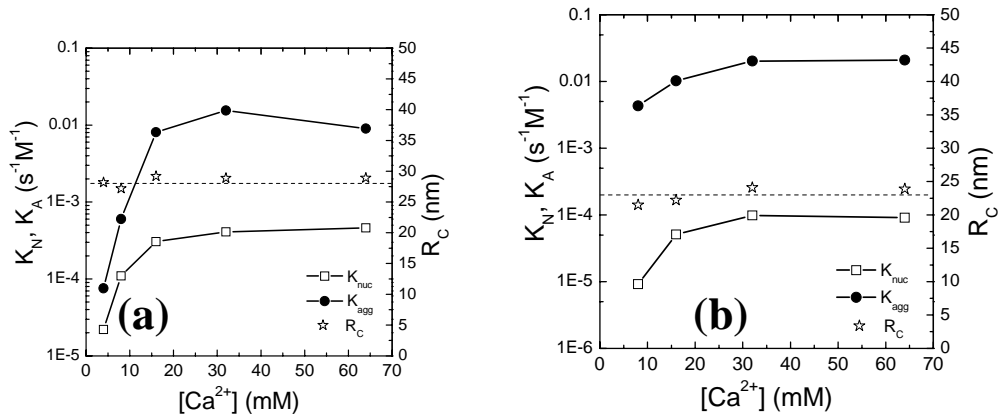 (a)
0.1
0.01
1E-3
1E-4
1E-5
K_N, K_A (s^-1M^-1)
50
45
40
35
30
25
20
15
10
5
0
R_C (nm)
K_nuc
K_agg
R_C
0 10 20 30 40 50 60 70
[Ca^2+] (mM)
(b)
0.1
0.01
1E-3
1E-4
1E-5
1E-6
K_N, K_A (s^-1M^-1)
50
45
40
35
30
25
20
15
10
5
0
R_C (nm)
K_nuc
K_agg
R_C
0 10 20 30 40 50 60 70
[Ca^2+] (mM)